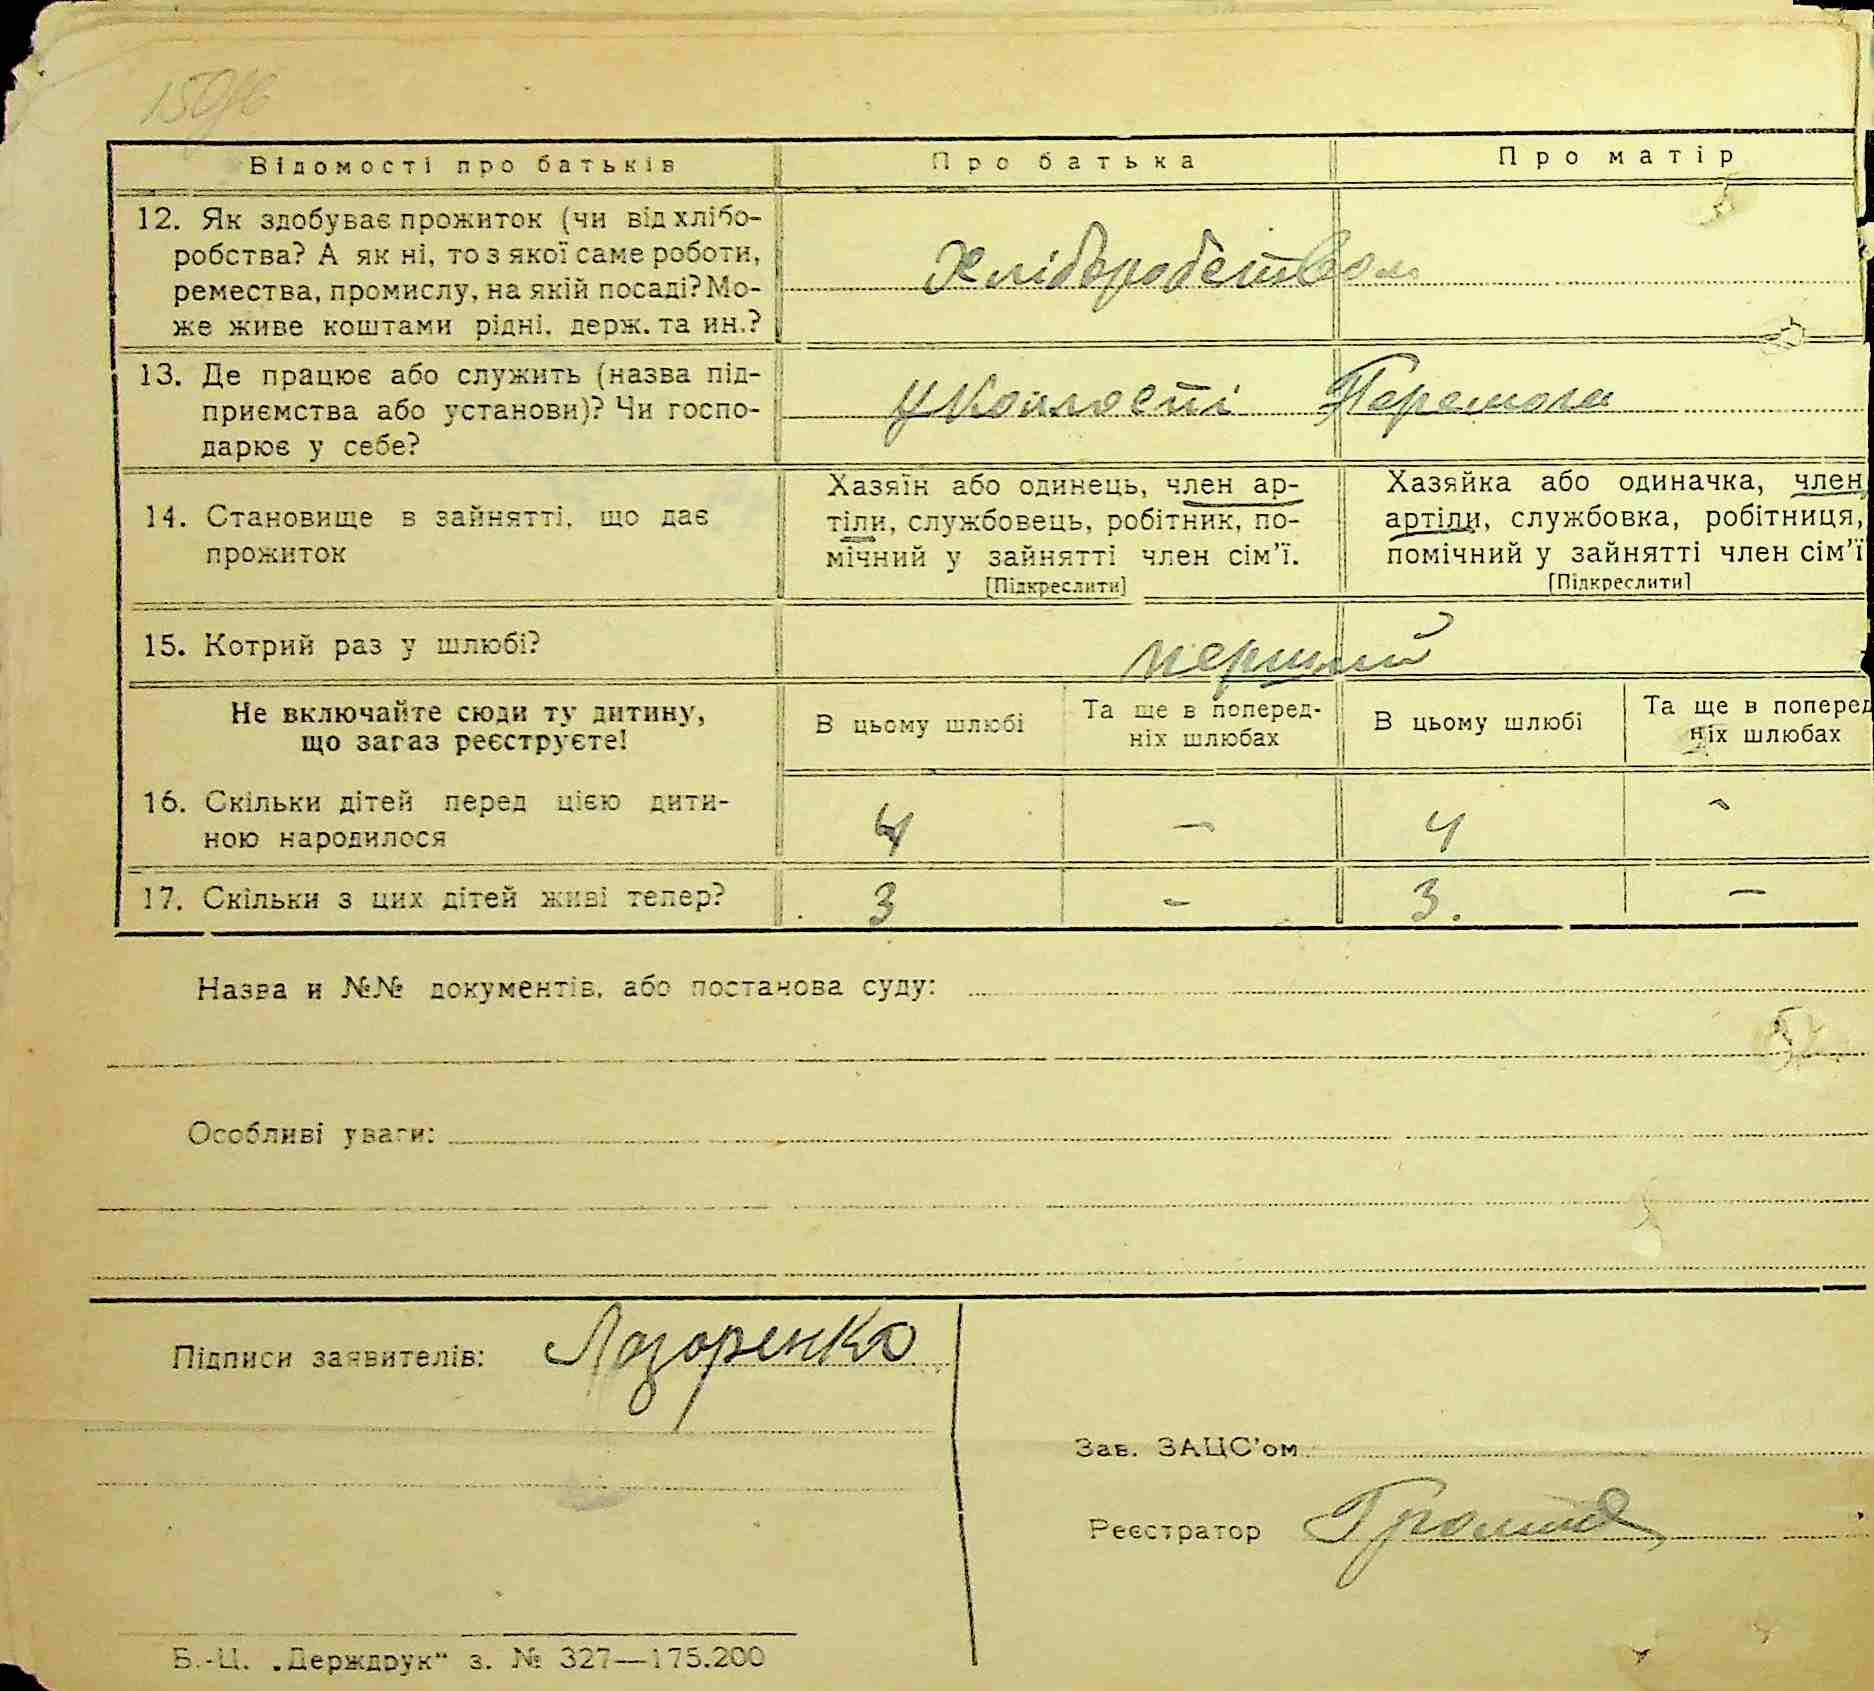 150/6
Відомості про батьків Про батька Про матір
12. Як здобуває прожиток (чи від хлібо-
робства? А як ні, то з якої саме роботи,
ремества, промислу, на якій посаді? Мо-
же живе коштами рідні, держ. та ин.?
Хліборобством
13. Де працює або служить (назва під-
приємства або установи)? Чи госпо-
дарює у себе?
У Колгоспі Перемога
14. Становище в зайнятті, що дає
прожиток
Хазяїн або одинець, член ар-
тіли, службовець, робітник, по-
мічний у зайнятті член сім'ї.
[Підкреслити]
Хазяйка або одиначка, член
артіли, службовка, робітниця,
помічний у зайнятті член сім'ї
[Підкреслити]
15. Котрий раз у шлюбі? перший
Не включайте сюди ту дитину,
що зараз реєструєте!
В цьому шлюбі
Та ще в поперед-
ніх шлюбах
В цьому шлюбі
Та ще в поперед
ніх шлюбах
16. Скільки дітей перед цією дити-
ною народилося
4 - 4 -
17. Скільки з цих дітей живі тепер? 3 - 3. -
Назва и №№ документів, або постанова суду:
Особливі уваги:
Підписи заявителів: Лазоренко
Зав. ЗАЦС'ом
Реєстратор
Б.-Ц. „Держдрук" з. № 327—175.200